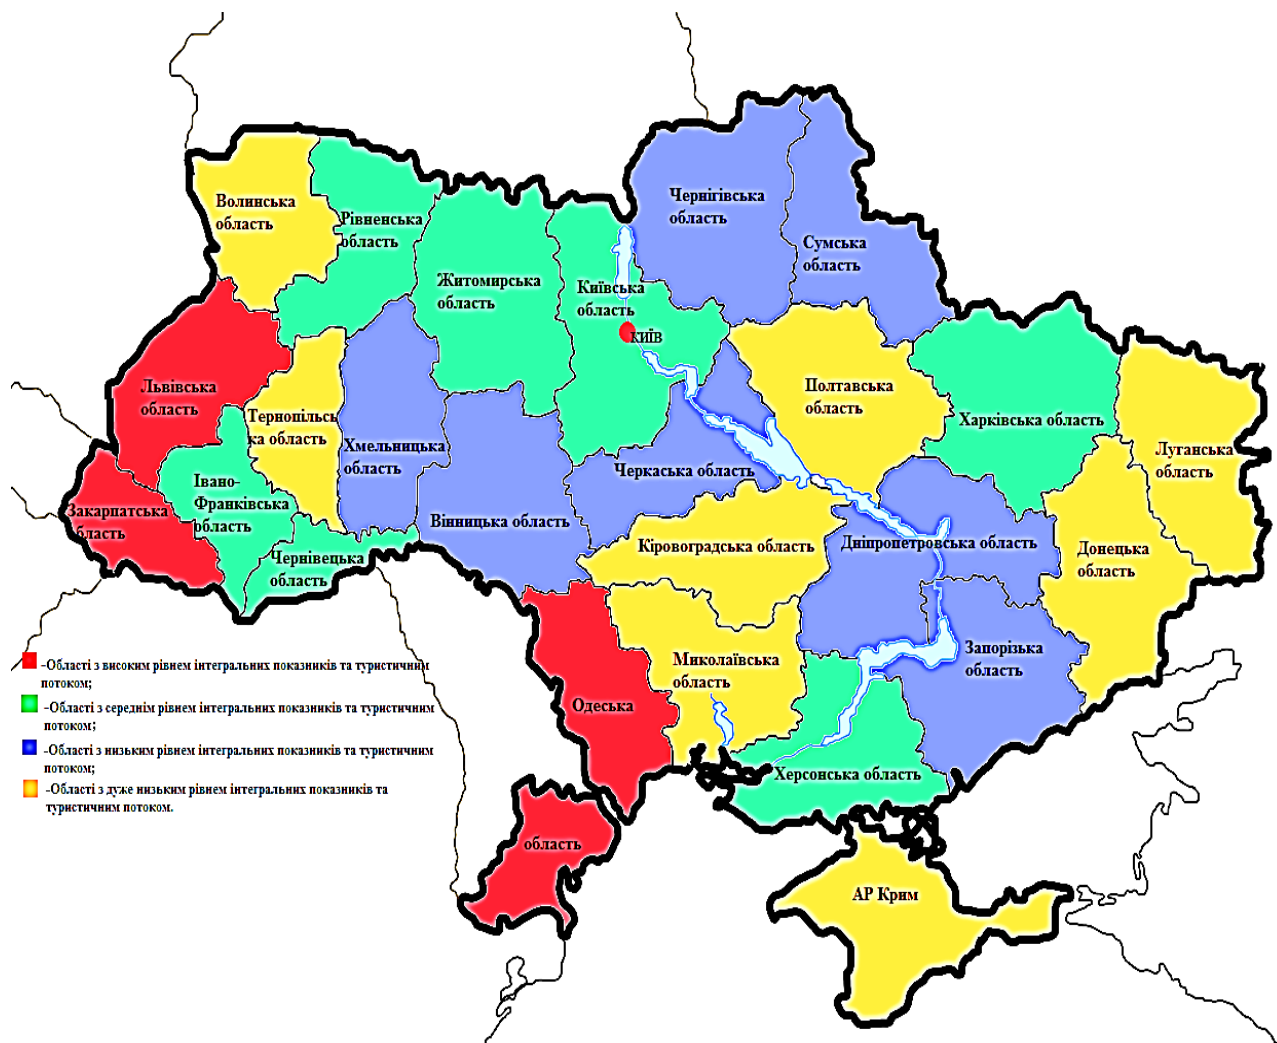 Чернігівська
область
Волинська
область
Рівненська
область
Сумська
область
Житомирська
область
Київська
область
КИЇВ
Львівська
область
Полтавська
область
Тернопільсь
ка область
Харківська область
Хмельницька
область
Черкаська область
Луганська
область
Івано-
Франківська
область
Закарпатська
область
Вінницька область
Кіровоградська область
Дніпропетровська область
Донецька
область
Чернівецька
область
Запорізька
область
Миколаївська
область
Одеська
Херсонська область
область
АР Крим
-Області з високим рівнем інтегральних показників та туристичним
потоком;
-Області з середнім рівнем інтегральних показників та туристичним
потоком;
-Області з низьким рівнем інтегральних показників та туристичним
потоком;
-Області з дуже низьким рівнем інтегральних показників та
туристичним потоком.